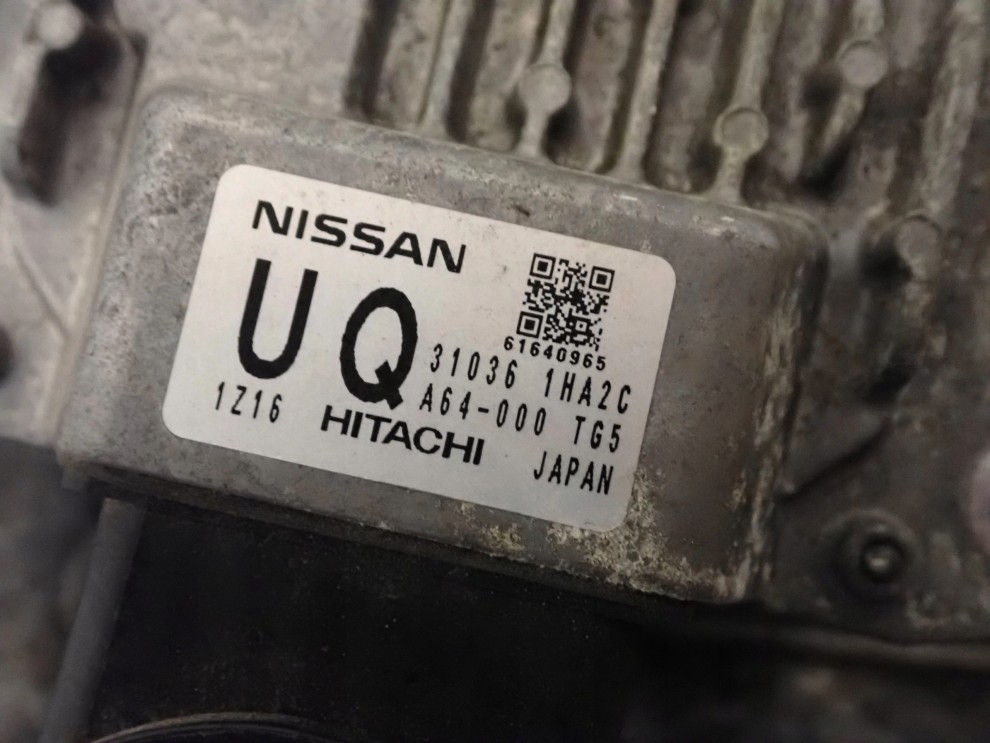 NISSAN
UQ
61640965
31036 1HA2C
A64-000 TG5
1Z16
HITACHI
JAPAN